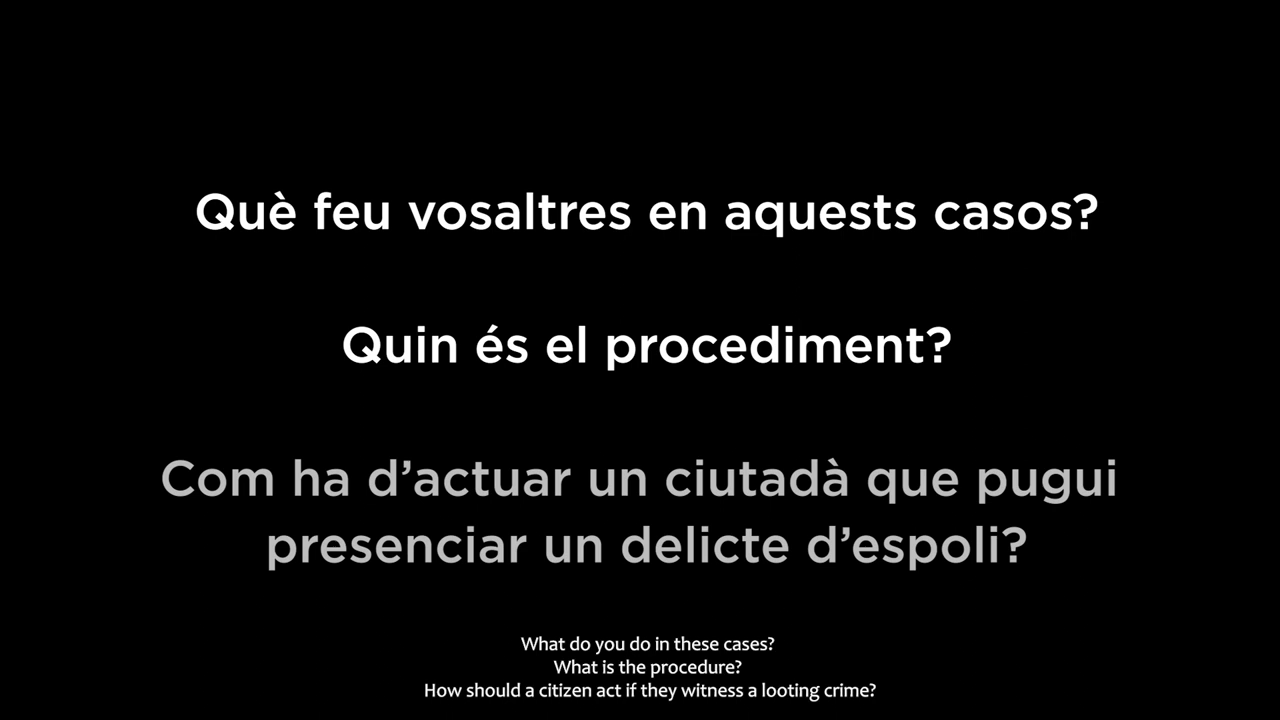 Què feu vosaltres en aquests casos?
Quin és el procediment?
Com ha d’actuar un ciutadà que pugui
presenciar un delicte d’espoli?
What do you do in these cases?
What is the procedure?
How should a citizen act if they witness a looting crime?